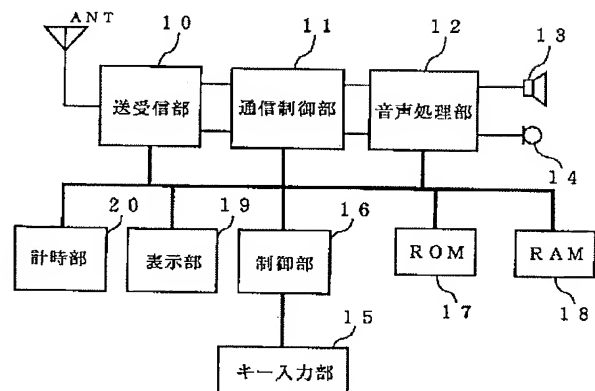 ANT
10
11
12
13
送受信部
通信制御部
音声処理部
14
20
19
16
計時部
表示部
制御部
ROM
RAM
17
18
15
キー入力部